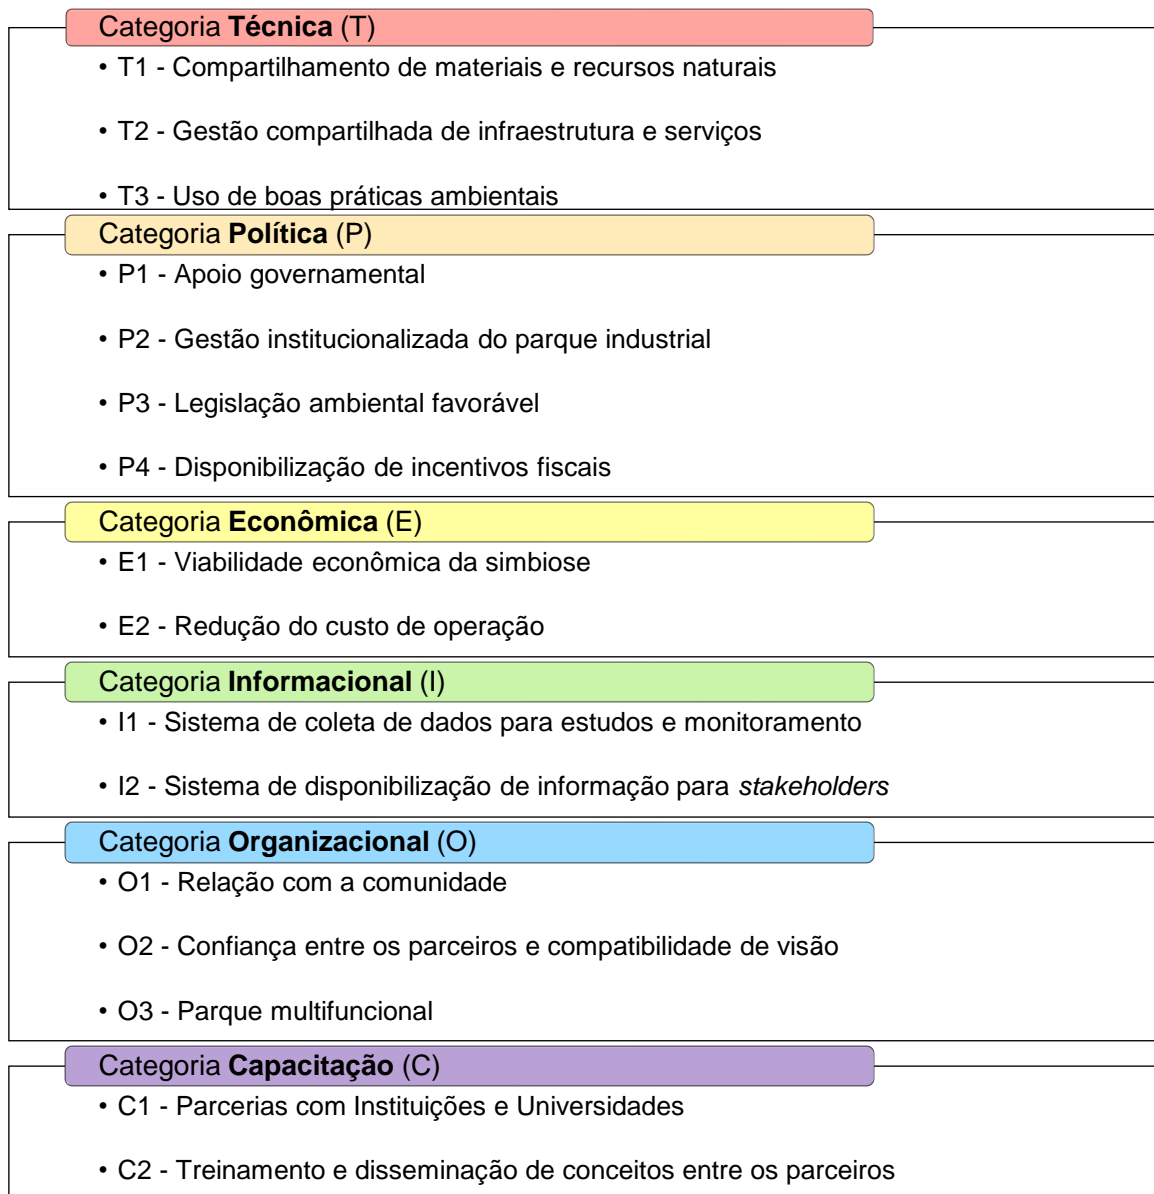 Categoria Técnica (T)
• T1 - Compartilhamento de materiais e recursos naturais
• T2 - Gestão compartilhada de infraestrutura e serviços
• T3 - Uso de boas práticas ambientais
Categoria Política (P)
• P1 - Apoio governamental
• P2 - Gestão institucionalizada do parque industrial
• P3 - Legislação ambiental favorável
• P4 - Disponibilização de incentivos fiscais
Categoria Econômica (E)
• E1 - Viabilidade econômica da simbiose
• E2 - Redução do custo de operação
Categoria Informacional (I)
• I1 - Sistema de coleta de dados para estudos e monitoramento
• I2 - Sistema de disponibilização de informação para stakeholders
Categoria Organizacional (O)
• O1 - Relação com a comunidade
• O2 - Confiança entre os parceiros e compatibilidade de visão
• O3 - Parque multifuncional
Categoria Capacitação (C)
• C1 - Parcerias com Instituições e Universidades
• C2 - Treinamento e disseminação de conceitos entre os parceiros